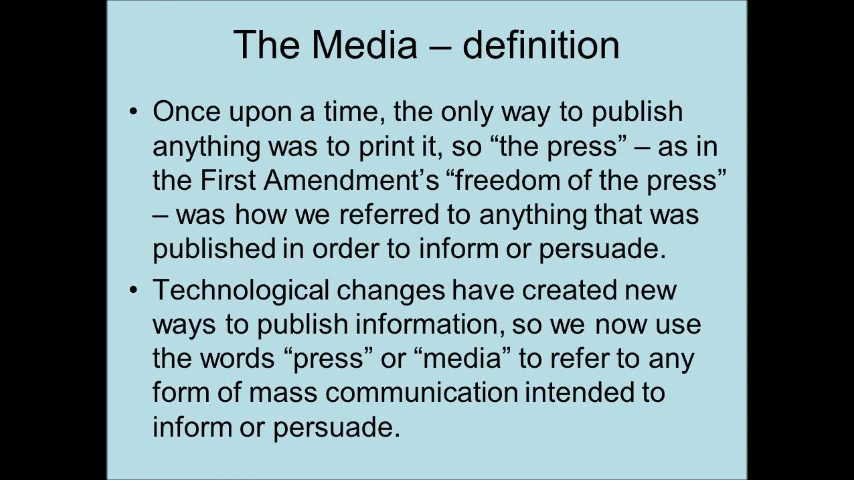 The Media – definition
• Once upon a time, the only way to publish
anything was to print it, so “the press” – as in
the First Amendment’s “freedom of the press”
– was how we referred to anything that was
published in order to inform or persuade.
• Technological changes have created new
ways to publish information, so we now use
the words “press” or “media” to refer to any
form of mass communication intended to
inform or persuade.